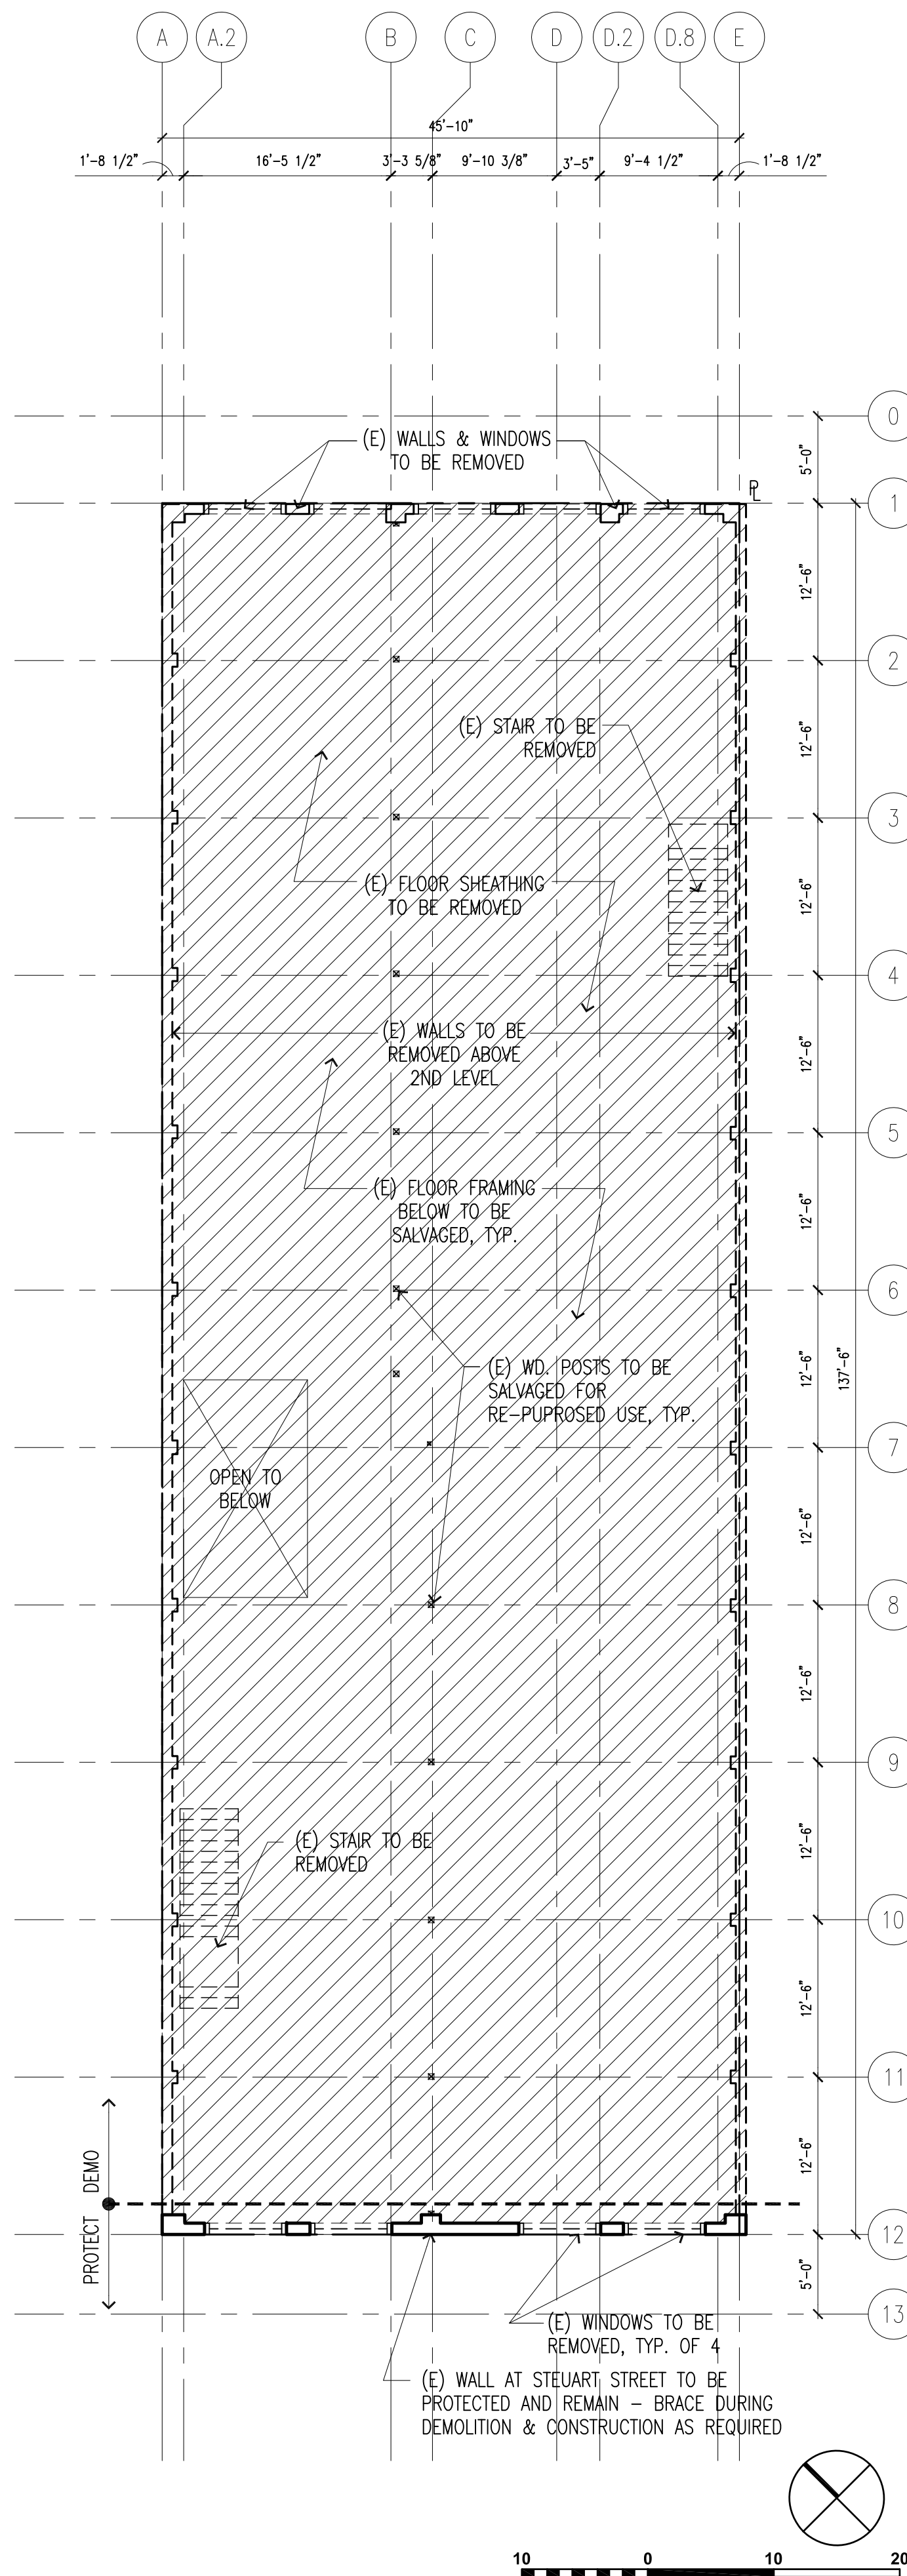 A
A.2
B
C
D
D.2
D.8
E
45'-10"
1'-8 1/2"
16'-5 1/2"
3'-3 5/8"
9'-10 3/8"
3'-5"
9'-4 1/2"
1'-8 1/2"
0
(E) WALLS & WINDOWS
TO BE REMOVED
5'-0"
PL
1
12'-6"
2
(E) STAIR TO BE
REMOVED
12'-6"
3
(E) FLOOR SHEATHING
TO BE REMOVED
12'-6"
4
(E) WALLS TO BE
REMOVED ABOVE
2ND LEVEL
12'-6"
5
(E) FLOOR FRAMING
BELOW TO BE
SALVAGED, TYP.
12'-6"
6
(E) WD. POSTS TO BE
SALVAGED FOR
RE-PUPROSED USE, TYP.
12'-6"
137'-6"
7
OPEN TO
BELOW
12'-6"
8
12'-6"
9
(E) STAIR TO BE
REMOVED
12'-6"
10
12'-6"
11
DEMO
PROTECT
12'-6"
12
5'-0"
13
(E) WINDOWS TO BE
REMOVED, TYP. OF 4
(E) WALL AT STEUART STREET TO BE
PROTECTED AND REMAIN – BRACE DURING
DEMOLITION & CONSTRUCTION AS REQUIRED
10
0
10
20